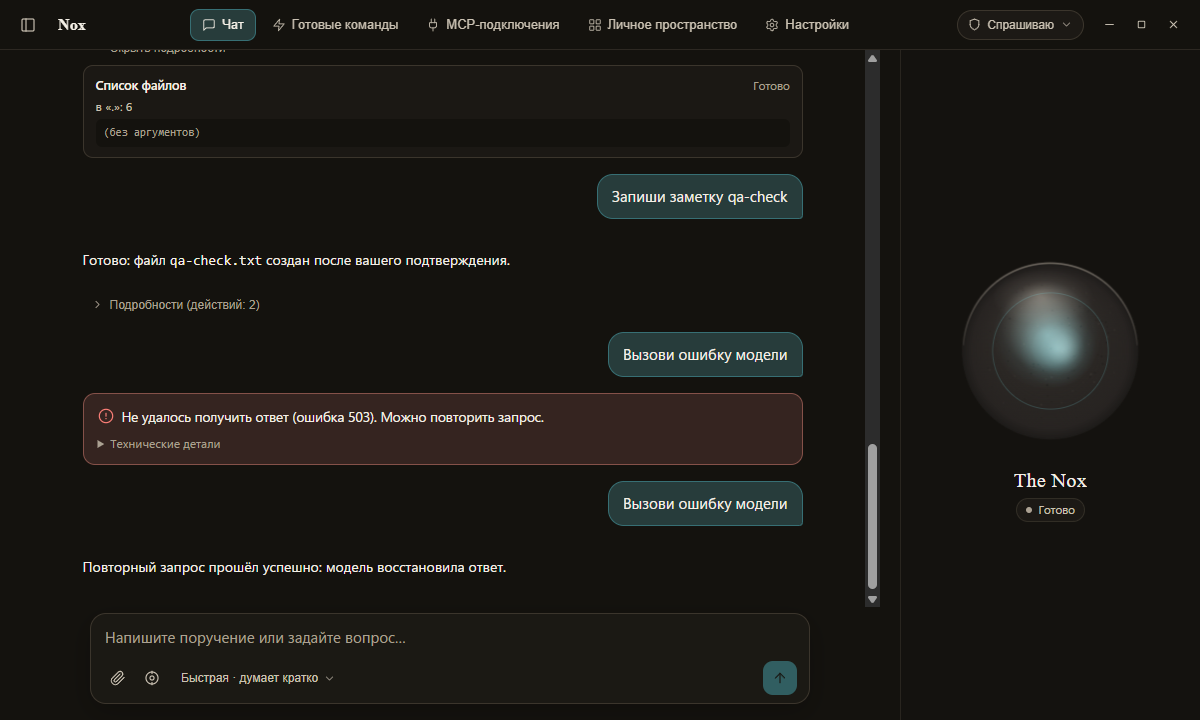 Nox
Чат
Готовые команды
MCP-подключения
Личное пространство
Настройки
Спрашиваю
Скрыть подробности
Список файлов
Готово
в «.»: 6
(без аргументов)
Запиши заметку qa-check
Готово: файл qa-check.txt создан после вашего подтверждения.
Подробности (действий: 2)
Вызови ошибку модели
Не удалось получить ответ (ошибка 503). Можно повторить запрос.
Технические детали
Вызови ошибку модели
Повторный запрос прошёл успешно: модель восстановила ответ.
Напишите поручение или задайте вопрос...
Быстрая · думает кратко
The Nox
Готово